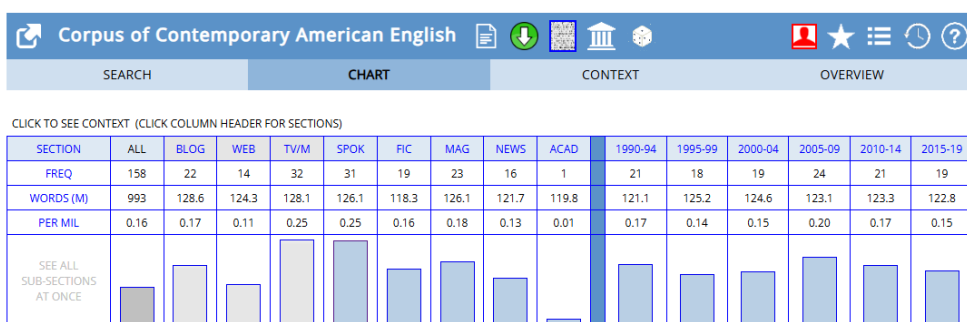 Corpus of Contemporary American English
SEARCH CHART CONTEXT OVERVIEW
CLICK TO SEE CONTEXT (CLICK COLUMN HEADER FOR SECTIONS)
SECTION ALL BLOG WEB TV/M SPOK FIC MAG NEWS ACAD 1990-94 1995-99 2000-04 2005-09 2010-14 2015-19
FREQ 158 22 14 32 31 19 23 16 1 21 18 19 24 21 19
WORDS (M) 993 128.6 124.3 128.1 126.1 118.3 126.1 121.7 119.8 121.1 125.2 124.6 123.1 123.3 122.8
PER MIL 0.16 0.17 0.11 0.25 0.25 0.16 0.18 0.13 0.01 0.17 0.14 0.15 0.20 0.17 0.15
SEE ALL
SUB-SECTIONS
AT ONCE